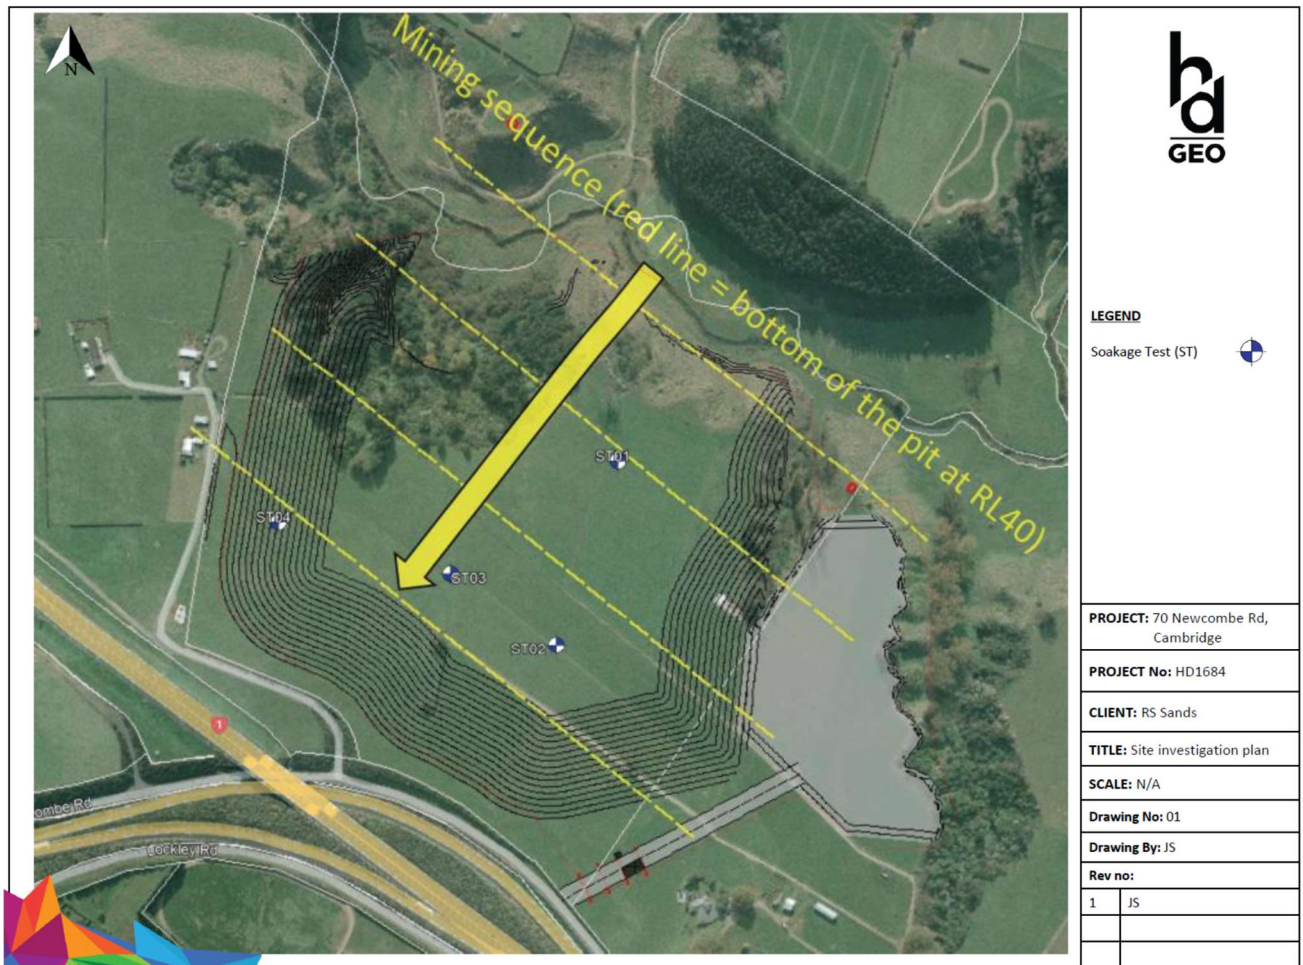 N
Mining sequence (red line = bottom of the pit at RL40)
ST01
ST04
ST03
ST02
1
ombe Rd
Lockley Rd
hd
GEO
LEGEND
Soakage Test (ST)
PROJECT: 70 Newcombe Rd,
Cambridge
PROJECT No: HD1684
CLIENT: RS Sands
TITLE: Site investigation plan
SCALE: N/A
Drawing No: 01
Drawing By: JS
Rev no:
1 JS